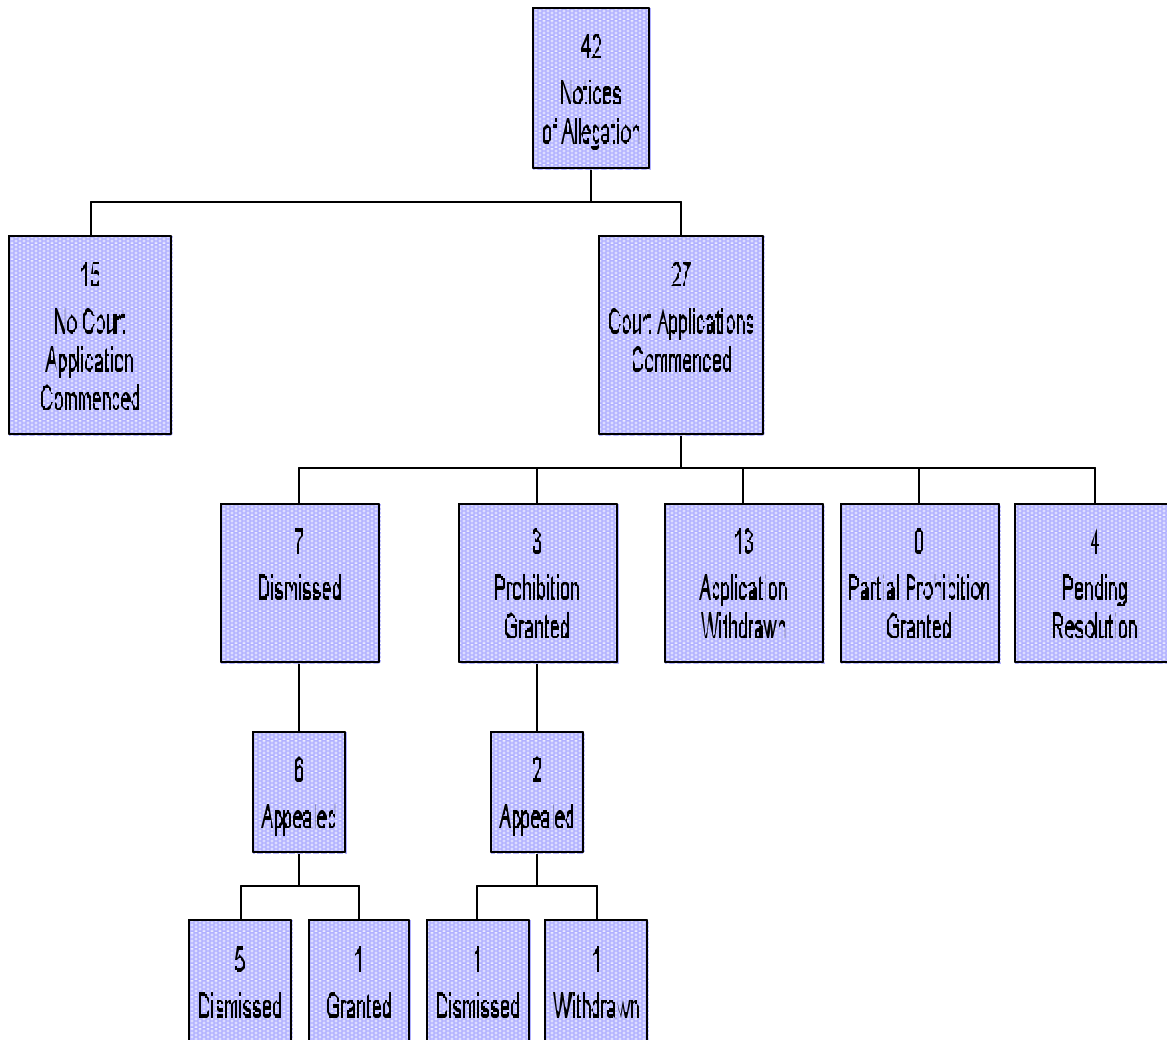 42
Notices
of Allegation
15
No Court
Application
Commenced
27
Court Applications
Commenced
7
Dismissed
3
Prohibition
Granted
13
Application
Withdrawn
0
Partial Prohibition
Granted
4
Pending
Resolution
6
Appealed
2
Appealed
5
Dismissed
1
Granted
1
Dismissed
1
Withdrawn